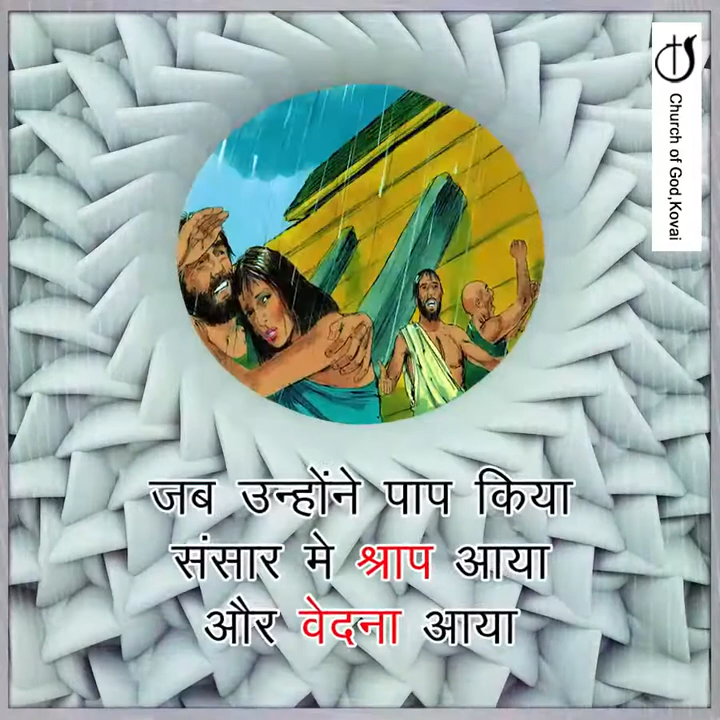 Church of God,Kovai
जब उन्होंने पाप किया
संसार मे श्राप आया
और वेदना आया